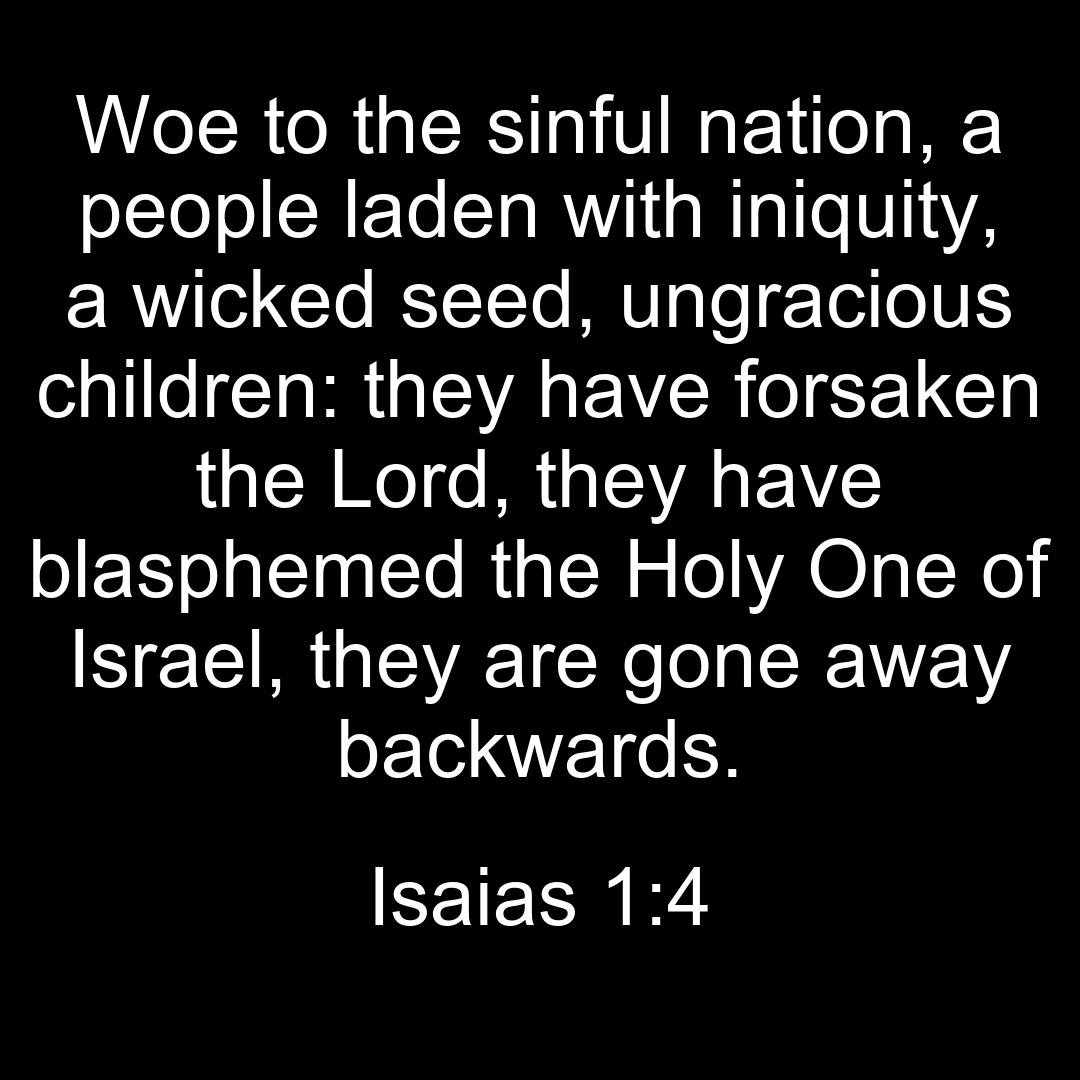 Woe to the sinful nation, a
people laden with iniquity,
a wicked seed, ungracious
children: they have forsaken
the Lord, they have
blasphemed the Holy One of
Israel, they are gone away
backwards.
Isaias 1:4